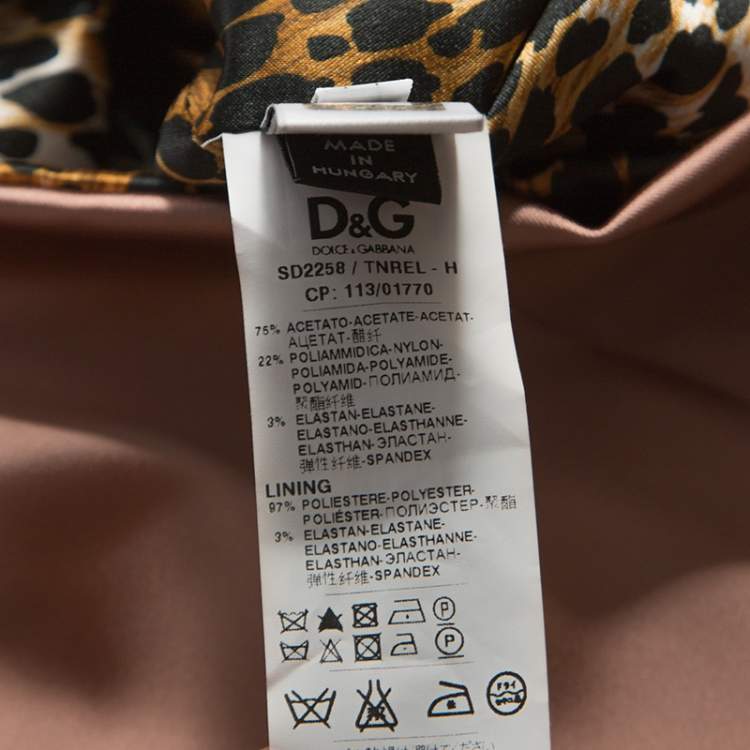 MADE
IN
HUNGARY
D&G
DOLCE & GABBANA
SD2258 / TNREL - H
CP: 113/01770
75% ACETATO-ACETATE-ACETAT-
АЦЕТАТ-醋纤
22% POLIAMMIDICA-NYLON-
POLIAMIDA-POLYAMIDE-
POLYAMID-ПОЛИАМИД-
聚酯纤维
3% ELASTAN-ELASTANE-
ELASTANO-ELASTHANNE-
ELASTHAN-ЭЛАСТАН-
弹性纤维-SPANDEX
LINING
97% POLIESTERE-POLYESTER-
POLIÉSTER-ПОЛИЭСТЕР-聚酯
3% ELASTAN-ELASTANE-
ELASTANO-ELASTHANNE-
ELASTHAN-ЭЛАСТАН-
弹性纤维-SPANDEX
P
P
ドライ